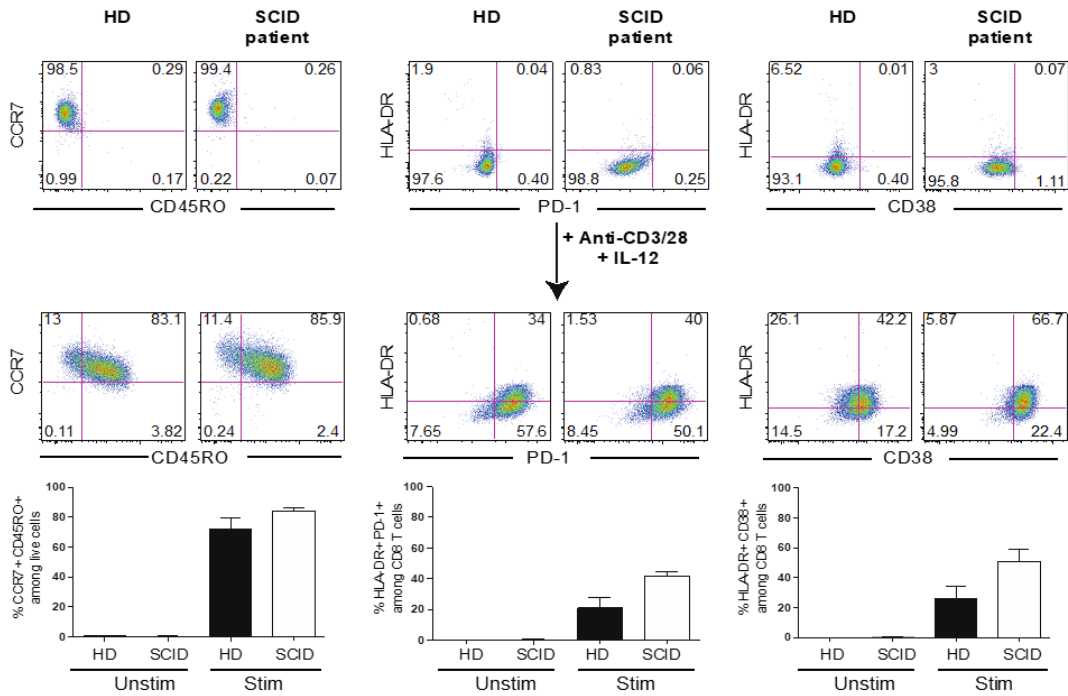 HD SCID patient HD SCID patient HD SCID patient
98.5 0.29 99.4 0.26 1.9 0.04 0.83 0.06 6.52 0.01 3 0.07
CCR7 HLA-DR HLA-DR
0.99 0.17 0.22 0.07 97.6 0.40 98.8 0.25 93.1 0.40 95.8 1.11
CD45RO PD-1 CD38
+ Anti-CD3/28
+ IL-12
13 83.1 11.4 85.9 0.68 34 1.53 40 26.1 42.2 5.87 66.7
CCR7 HLA-DR HLA-DR
0.11 3.82 0.24 2.4 7.65 57.6 8.45 50.1 14.5 17.2 4.99 22.4
CD45RO PD-1 CD38
% CCR7+ CD45RO+
among live cells
100
80
60
40
20
0
HD SCID HD SCID
Unstim Stim
% HLA-DR+ PD-1+
among CD8 T cells
100
80
60
40
20
0
HD SCID HD SCID
Unstim Stim
% HLA-DR+ CD38+
among CD8 T cells
100
80
60
40
20
0
HD SCID HD SCID
Unstim Stim